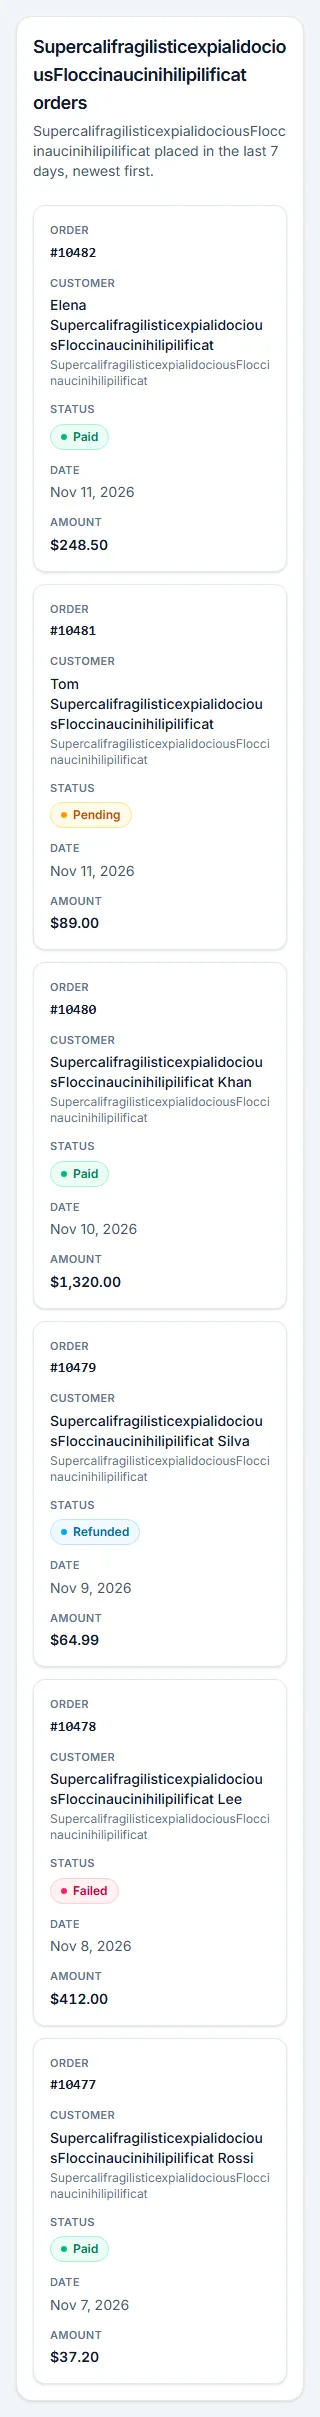 Supercalifragilisticexpialidocio
usFloccinaucinihilipilificat
orders
SupercalifragilisticexpialidociousFlocc
inaucinihilipilificat placed in the last 7
days, newest first.
ORDER
#10482
CUSTOMER
Elena
Supercalifragilisticexpialidociou
sFloccinaucinihilipilificat
SupercalifragilisticexpialidociousFlocci
naucinihilipilificat
STATUS
Paid
DATE
Nov 11, 2026
AMOUNT
$248.50
ORDER
#10481
CUSTOMER
Tom
Supercalifragilisticexpialidociou
sFloccinaucinihilipilificat
SupercalifragilisticexpialidociousFlocci
naucinihilipilificat
STATUS
Pending
DATE
Nov 11, 2026
AMOUNT
$89.00
ORDER
#10480
CUSTOMER
Supercalifragilisticexpialidociou
sFloccinaucinihilipilificat Khan
SupercalifragilisticexpialidociousFlocci
naucinihilipilificat
STATUS
Paid
DATE
Nov 10, 2026
AMOUNT
$1,320.00
ORDER
#10479
CUSTOMER
Supercalifragilisticexpialidociou
sFloccinaucinihilipilificat Silva
SupercalifragilisticexpialidociousFlocci
naucinihilipilificat
STATUS
Refunded
DATE
Nov 9, 2026
AMOUNT
$64.99
ORDER
#10478
CUSTOMER
Supercalifragilisticexpialidociou
sFloccinaucinihilipilificat Lee
SupercalifragilisticexpialidociousFlocci
naucinihilipilificat
STATUS
Failed
DATE
Nov 8, 2026
AMOUNT
$412.00
ORDER
#10477
CUSTOMER
Supercalifragilisticexpialidociou
sFloccinaucinihilipilificat Rossi
SupercalifragilisticexpialidociousFlocci
naucinihilipilificat
STATUS
Paid
DATE
Nov 7, 2026
AMOUNT
$37.20